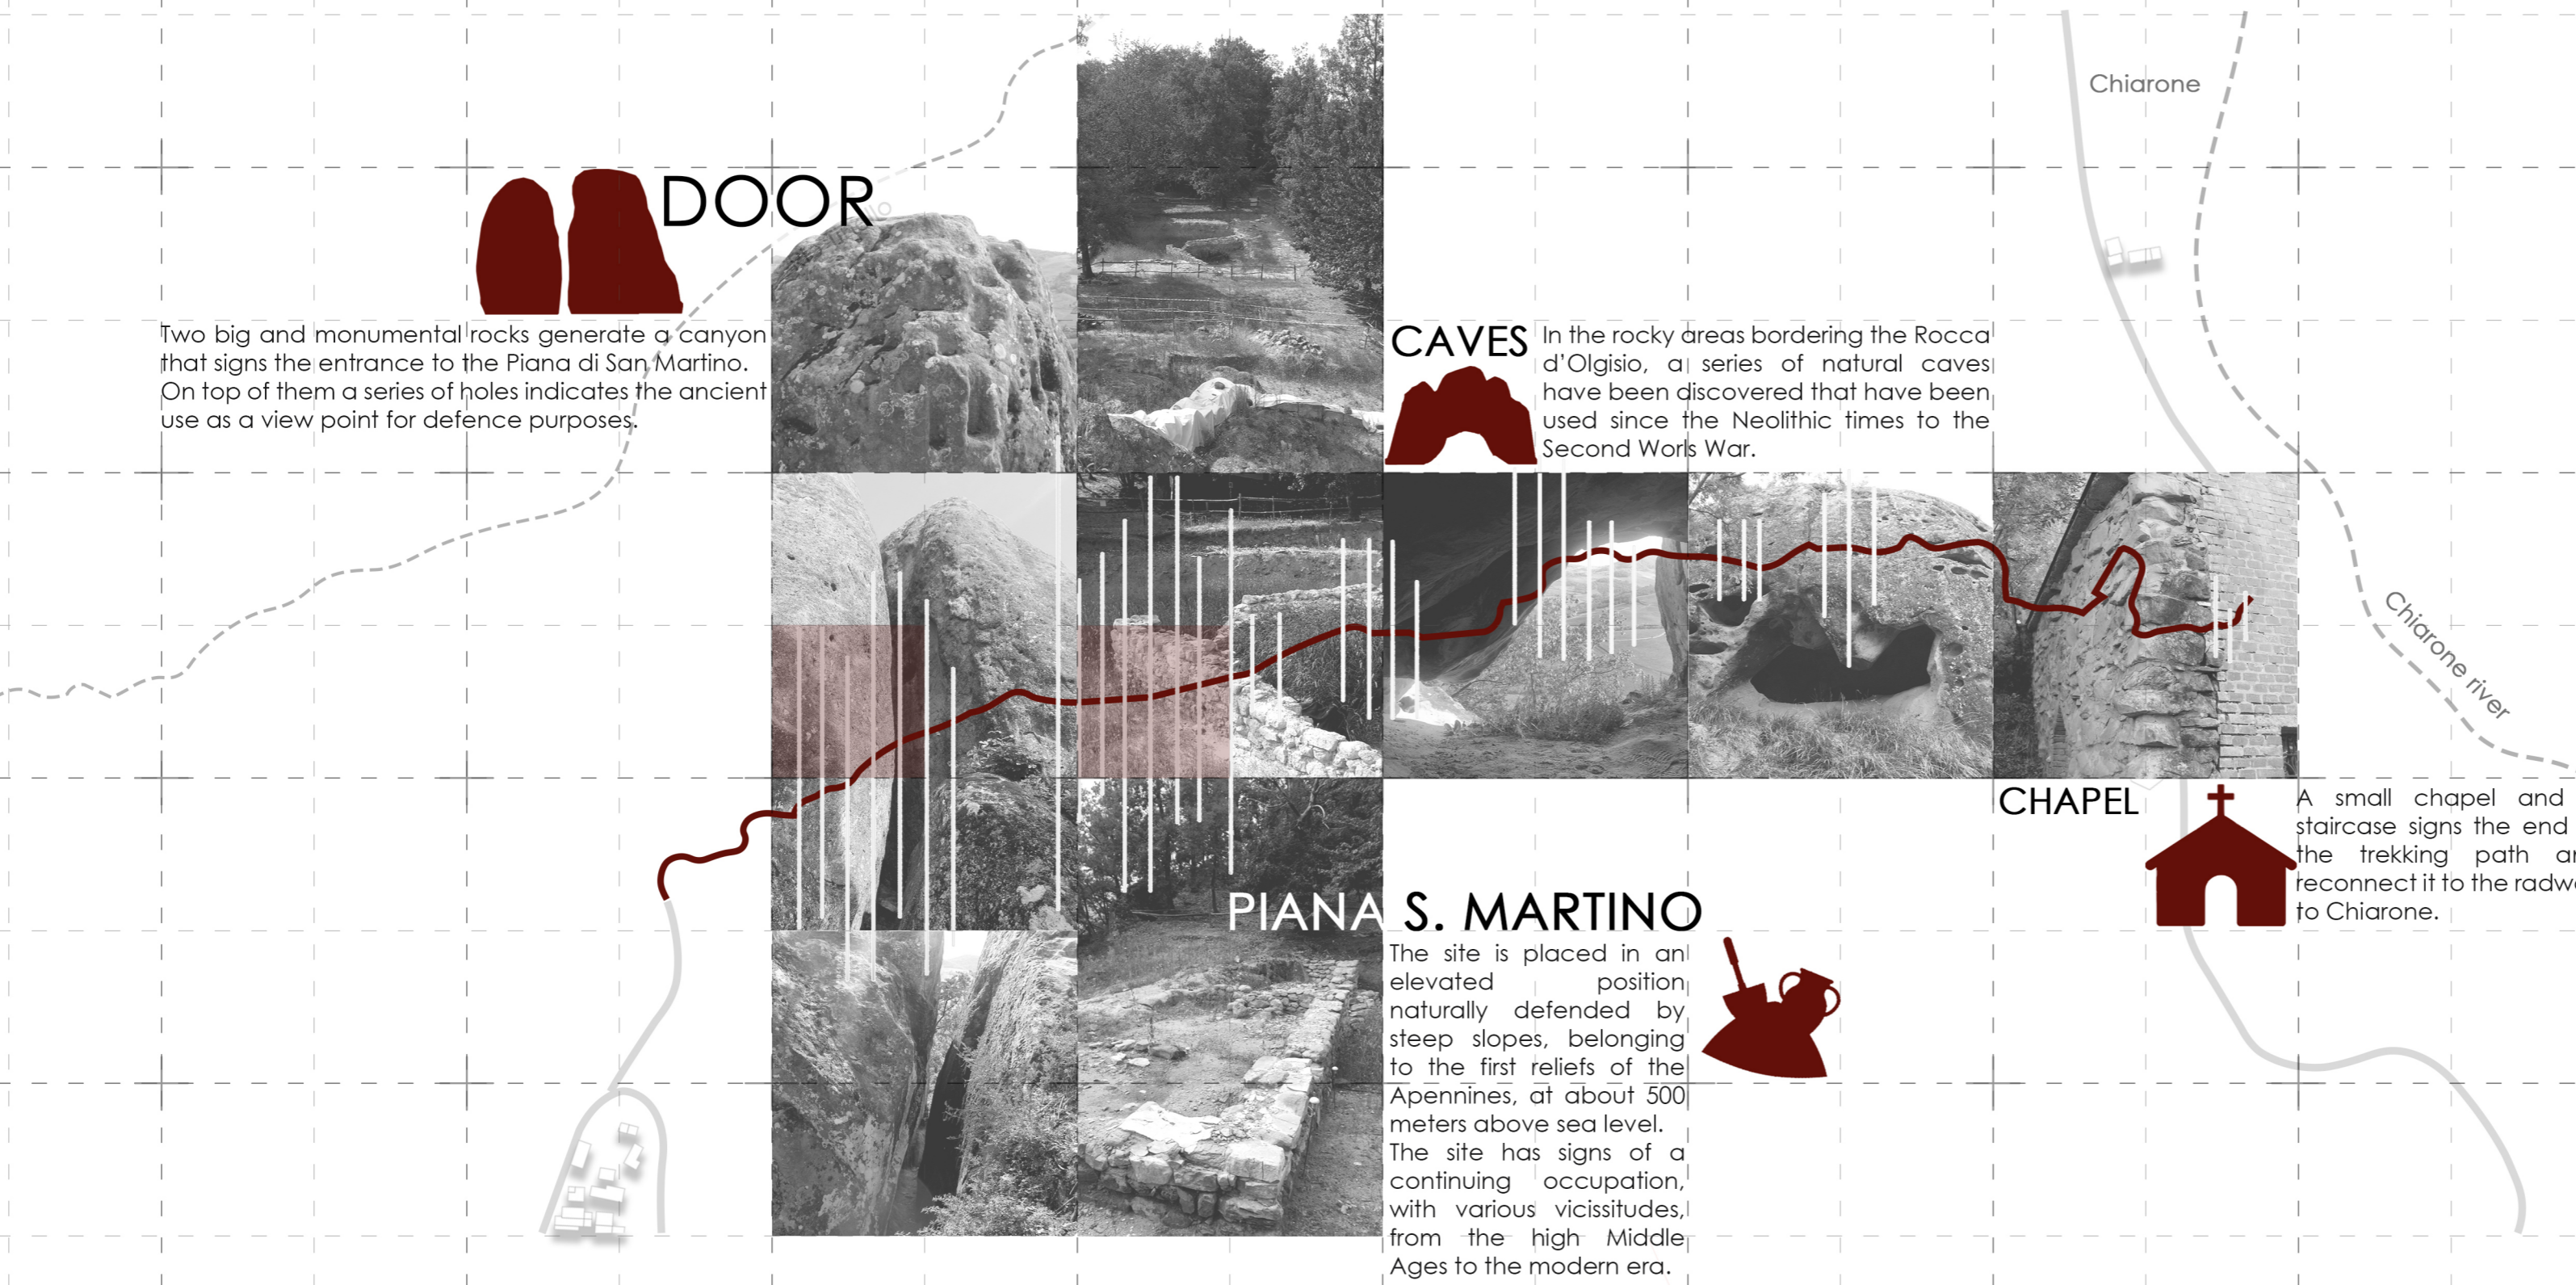 Chiarone
DOOR
Two big and monumental rocks generate a canyon
that signs the entrance to the Piana di San Martino.
On top of them a series of holes indicates the ancient
use as a view point for defence purposes.
CAVES
In the rocky areas bordering the Rocca
d’Olgisio, a series of natural caves
have been discovered that have been
used since the Neolithic times to the
Second Worls War.
Chiarone river
CHAPEL
A small chapel and
staircase signs the end
the trekking path
reconnect it to the
to Chiarone.
PIANA S. MARTINO
The site is placed in an
elevated position
naturally defended by
steep slopes, belonging
to the first reliefs of the
Apennines, at about 500
meters above sea level.
The site has signs of a
continuing occupation,
with various vicissitudes,
from the high Middle
Ages to the modern era.